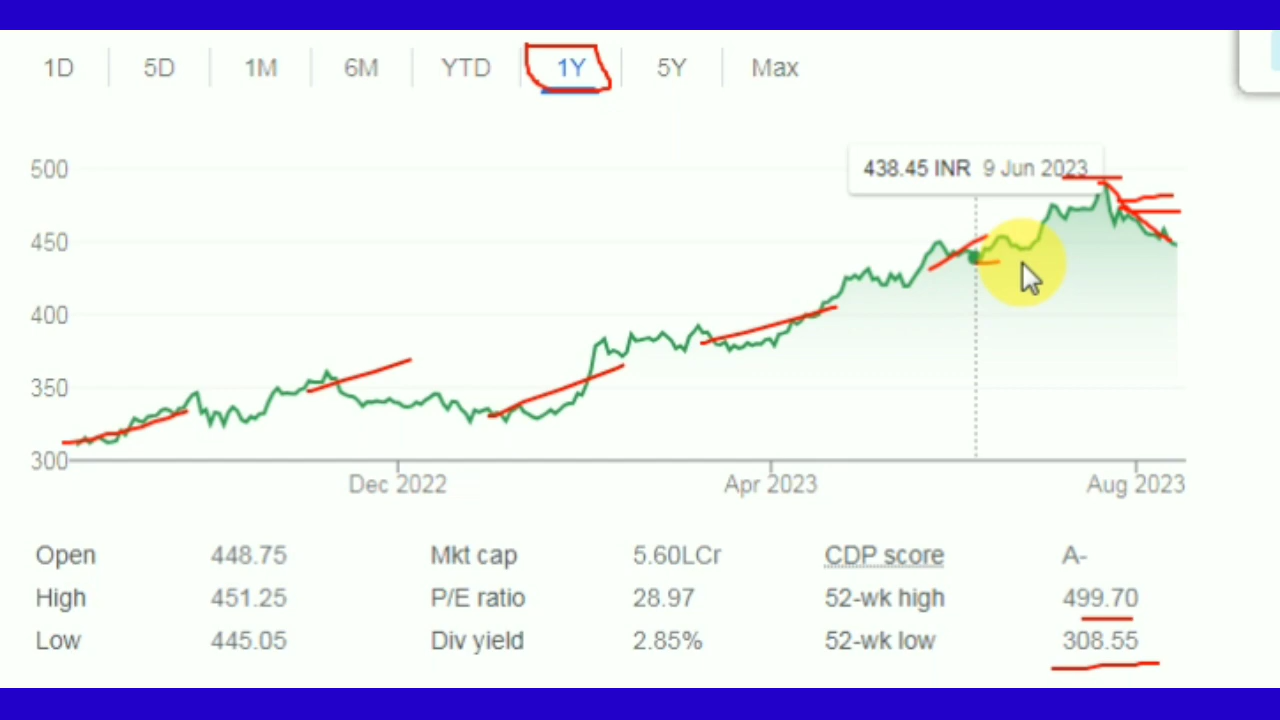 1D 5D 1M 6M YTD 1Y 5Y Max
438.45 INR 9 Jun 2023
500
450
400
350
300
Dec 2022 Apr 2023 Aug 2023
Open 448.75 Mkt cap 5.60LCr CDP score A-
High 451.25 P/E ratio 28.97 52-wk high 499.70
Low 445.05 Div yield 2.85% 52-wk low 308.55